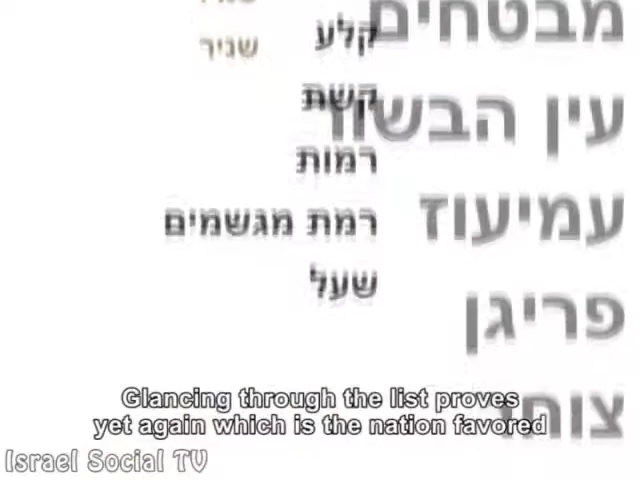 מבטחים
עין הבשור
עמיעוז
פריגן
צוחר
קלע
קשת
רמות
רמת מגשמים
שעל
שניר
Glancing through the list proves
yet again which is the nation favored
Israel Social TV